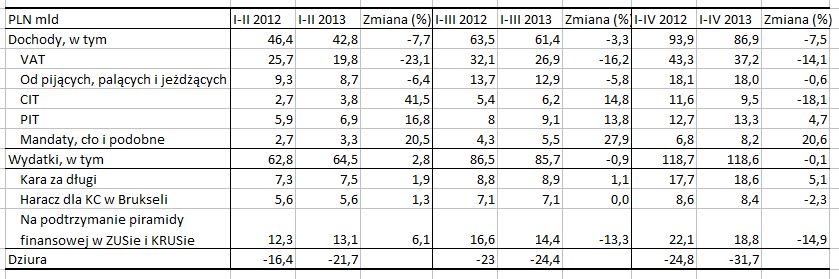 PLN mld I-II 2012 I-II 2013 Zmiana (%) I-III 2012 I-III 2013 Zmiana (%) I-IV 2012 I-IV 2013 Zmiana (%)
Dochody, w tym 46,4 42,8 -7,7 63,5 61,4 -3,3 93,9 86,9 -7,5
VAT 25,7 19,8 -23,1 32,1 26,9 -16,2 43,3 37,2 -14,1
Od pijących, palących i jeżdżących 9,3 8,7 -6,4 13,7 12,9 -5,8 18,1 18,0 -0,6
CIT 2,7 3,8 41,5 5,4 6,2 14,8 11,6 9,5 -18,1
PIT 5,9 6,9 16,8 8 9,1 13,8 12,7 13,3 4,7
Mandaty, cło i podobne 2,7 3,3 20,5 4,3 5,5 27,9 6,8 8,2 20,6
Wydatki, w tym 62,8 64,5 2,8 86,5 85,7 -0,9 118,7 118,6 -0,1
Kara za długi 7,3 7,5 1,9 8,8 8,9 1,1 17,7 18,6 5,1
Haracz dla KC w Brukseli 5,6 5,6 1,3 7,1 7,1 0,0 8,6 8,4 -2,3
Na podtrzymanie piramidy
finansowej w ZUSie i KRUSie 12,3 13,1 6,1 16,6 14,4 -13,3 22,1 18,8 -14,9
Dziura -16,4 -21,7 -23 -24,4 -24,8 -31,7